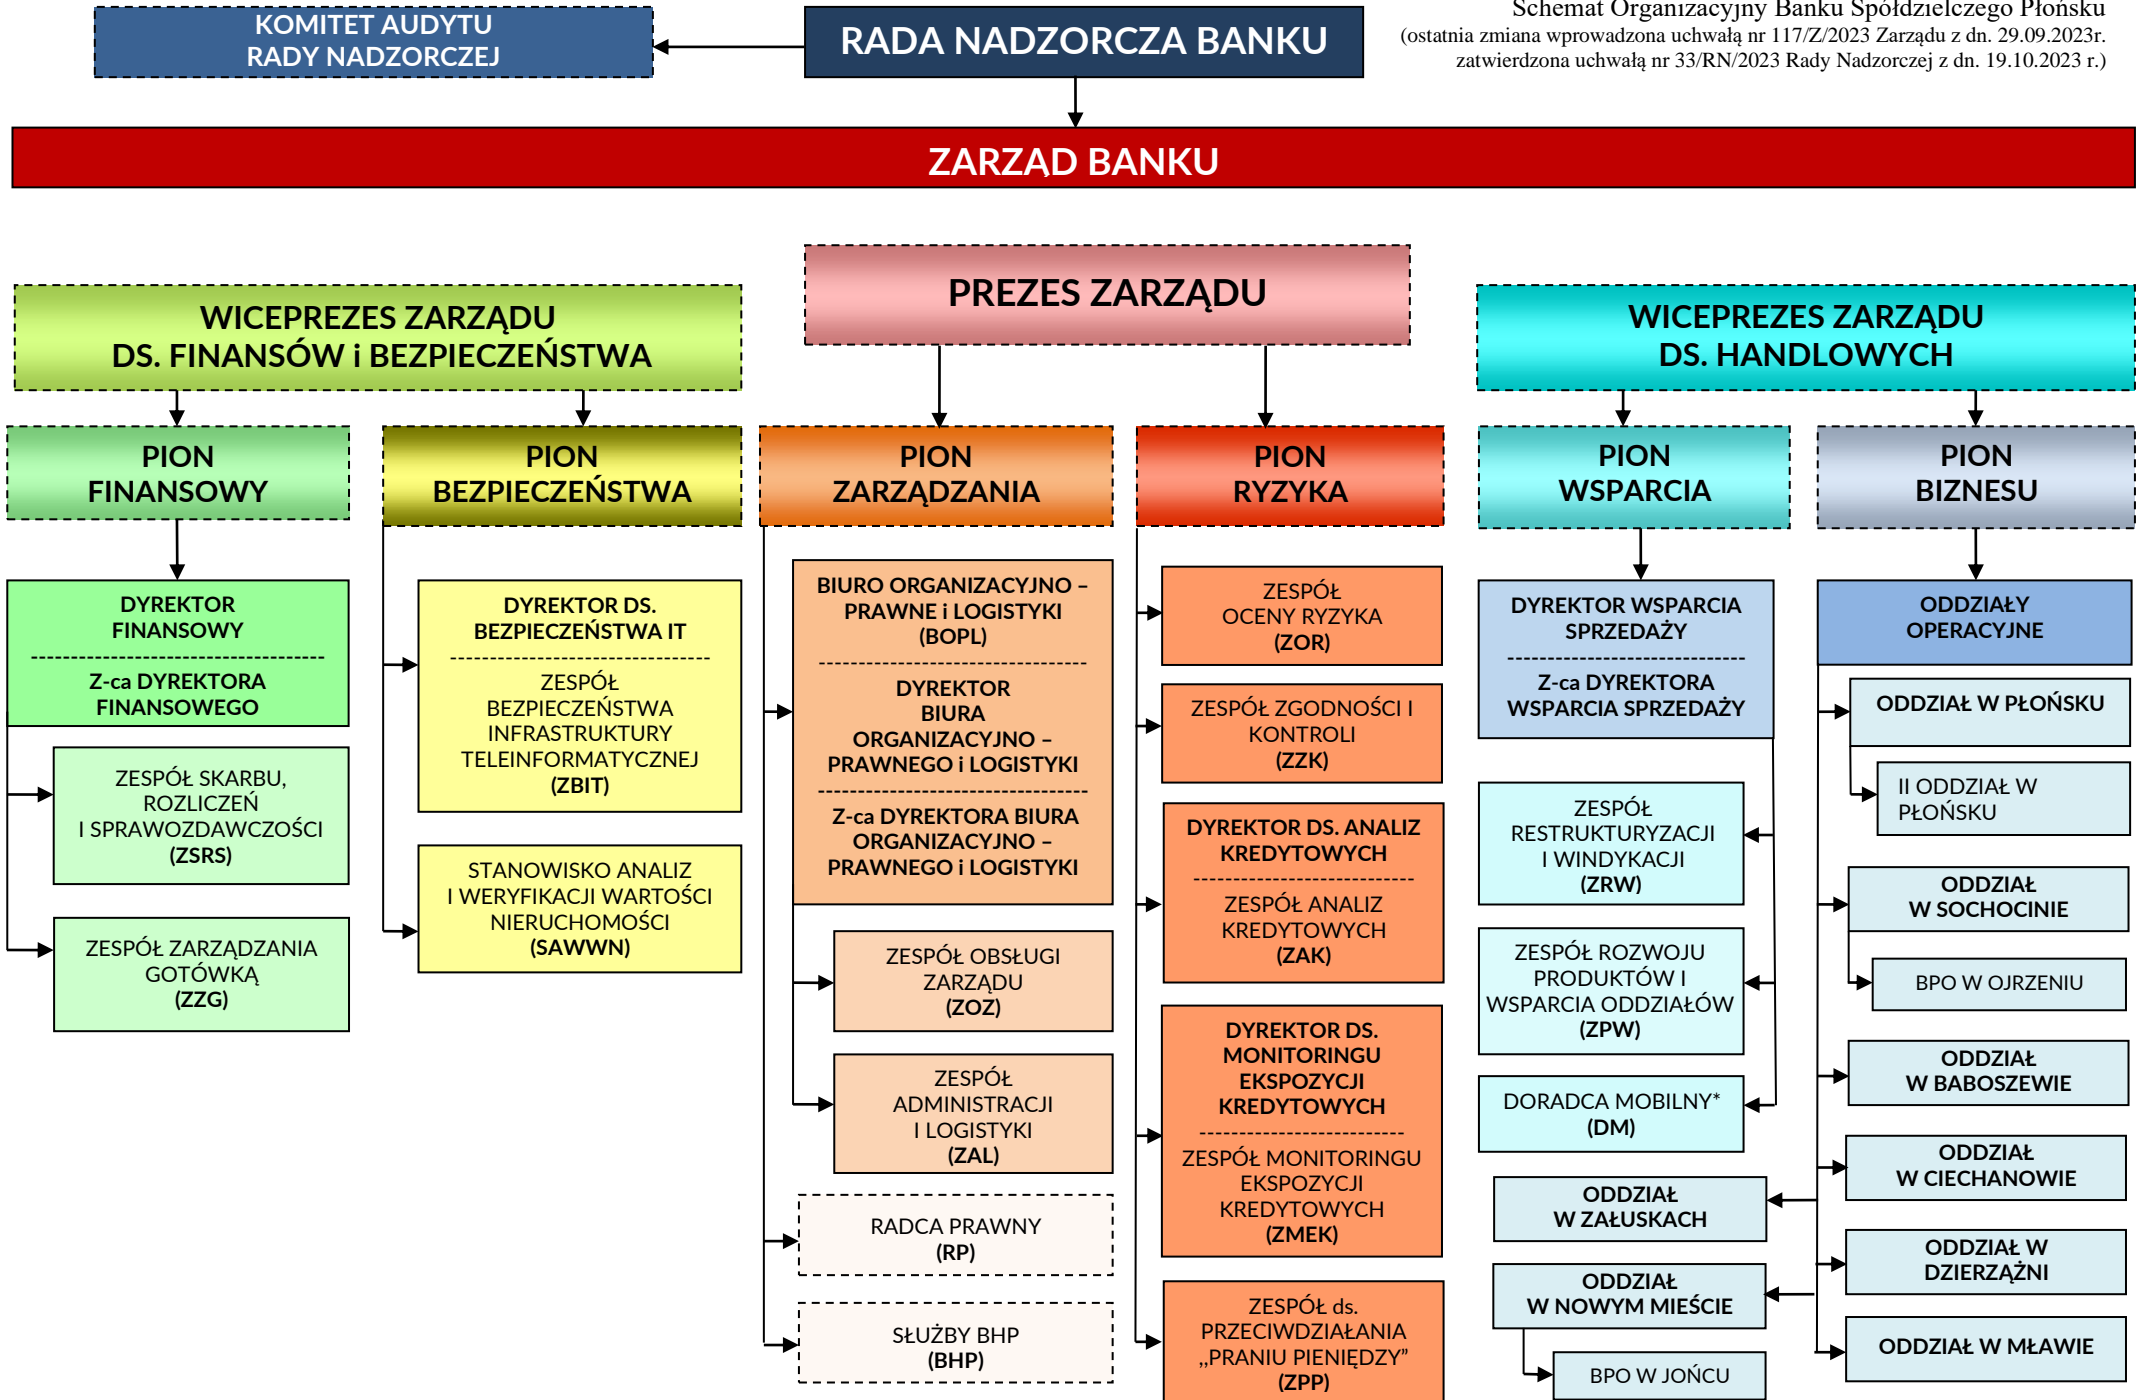 KOMITET AUDYTU
RADY NADZORCZEJ
RADA NADZORCZA BANKU
Schemat Organizacyjny Banku Spółdzielczego Płońsku
(ostatnia zmiana wprowadzona uchwałą nr 117/Z/2023 Zarządu z dn. 29.09.2023r.
zatwierdzona uchwałą nr 33/RN/2023 Rady Nadzorczej z dn. 19.10.2023 r.)
ZARZĄD BANKU
PREZES ZARZĄDU
WICEPREZES ZARZĄDU
DS. FINANSÓW i BEZPIECZEŃSTWA
WICEPREZES ZARZĄDU
DS. HANDLOWYCH
PION
FINANSOWY
PION
BEZPIECZEŃSTWA
PION
ZARZĄDZANIA
PION
RYZYKA
PION
WSPARCIA
PION
BIZNESU
DYREKTOR
FINANSOWY
-------------------------------------
Z-ca DYREKTORA
FINANSOWEGO
ZESPÓŁ SKARBU,
ROZLICZEŃ
I SPRAWOZDAWCZOŚCI
(ZSRS)
ZESPÓŁ ZARZĄDZANIA
GOTÓWKĄ
(ZZG)
DYREKTOR DS.
BEZPIECZEŃSTWA IT
---------------------------------
ZESPÓŁ
BEZPIECZEŃSTWA
INFRASTRUKTURY
TELEINFORMATYCZNEJ
(ZBIT)
STANOWISKO ANALIZ
I WERYFIKACJI WARTOŚCI
NIERUCHOMOŚCI
(SAWWN)
BIURO ORGANIZACYJNO –
PRAWNE i LOGISTYKI
(BOPL)
----------------------------------
DYREKTOR
BIURA
ORGANIZACYJNO –
PRAWNEGO i LOGISTYKI
----------------------------------
Z-ca DYREKTORA BIURA
ORGANIZACYJNO –
PRAWNEGO i LOGISTYKI
ZESPÓŁ OBSŁUGI
ZARZĄDU
(ZOZ)
ZESPÓŁ
ADMINISTRACJI
I LOGISTYKI
(ZAL)
RADCA PRAWNY
(RP)
SŁUŻBY BHP
(BHP)
ZESPÓŁ
OCENY RYZYKA
(ZOR)
ZESPÓŁ ZGODNOŚCI I
KONTROLI
(ZZK)
DYREKTOR DS. ANALIZ
KREDYTOWYCH
----------------------------
ZESPÓŁ ANALIZ
KREDYTOWYCH
(ZAK)
DYREKTOR DS.
MONITORINGU
EKSPOZYCJI
KREDYTOWYCH
--------------------------
ZESPÓŁ MONITORINGU
EKSPOZYCJI
KREDYTOWYCH
(ZMEK)
ZESPÓŁ ds.
PRZECIWDZIAŁANIA
,,PRANIU PIENIĘDZY”
(ZPP)
DYREKTOR WSPARCIA
SPRZEDAŻY
------------------------------
Z-ca DYREKTORA
WSPARCIA SPRZEDAŻY
ZESPÓŁ
RESTRUKTURYZACJI
I WINDYKACJI
(ZRW)
ZESPÓŁ ROZWOJU
PRODUKTÓW I
WSPARCIA ODDZIAŁÓW
(ZPW)
DORADCA MOBILNY*
(DM)
ODDZIAŁ
W ZAŁUSKACH
ODDZIAŁ
W NOWYM MIEŚCIE
BPO W JOŃCU
ODDZIAŁY
OPERACYJNE
ODDZIAŁ W PŁOŃSKU
II ODDZIAŁ W
PŁOŃSKU
ODDZIAŁ
W SOCHOCINIE
BPO W OJRZENIU
ODDZIAŁ
W BABOSZEWIE
ODDZIAŁ
W CIECHANOWIE
ODDZIAŁ W
DZIERZĄŻNI
ODDZIAŁ W MŁAWIE